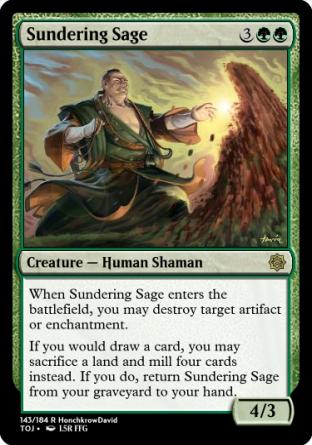 Sundering Sage 3
Creature — Human Shaman
When Sundering Sage enters the
battlefield, you may destroy target artifact
or enchantment.
If you would draw a card, you may
sacrifice a land and mill four cards
instead. If you do, return Sundering Sage
from your graveyard to your hand.
4/3
143/184 R HonchkrowDavid
TOJ • L5R FFG